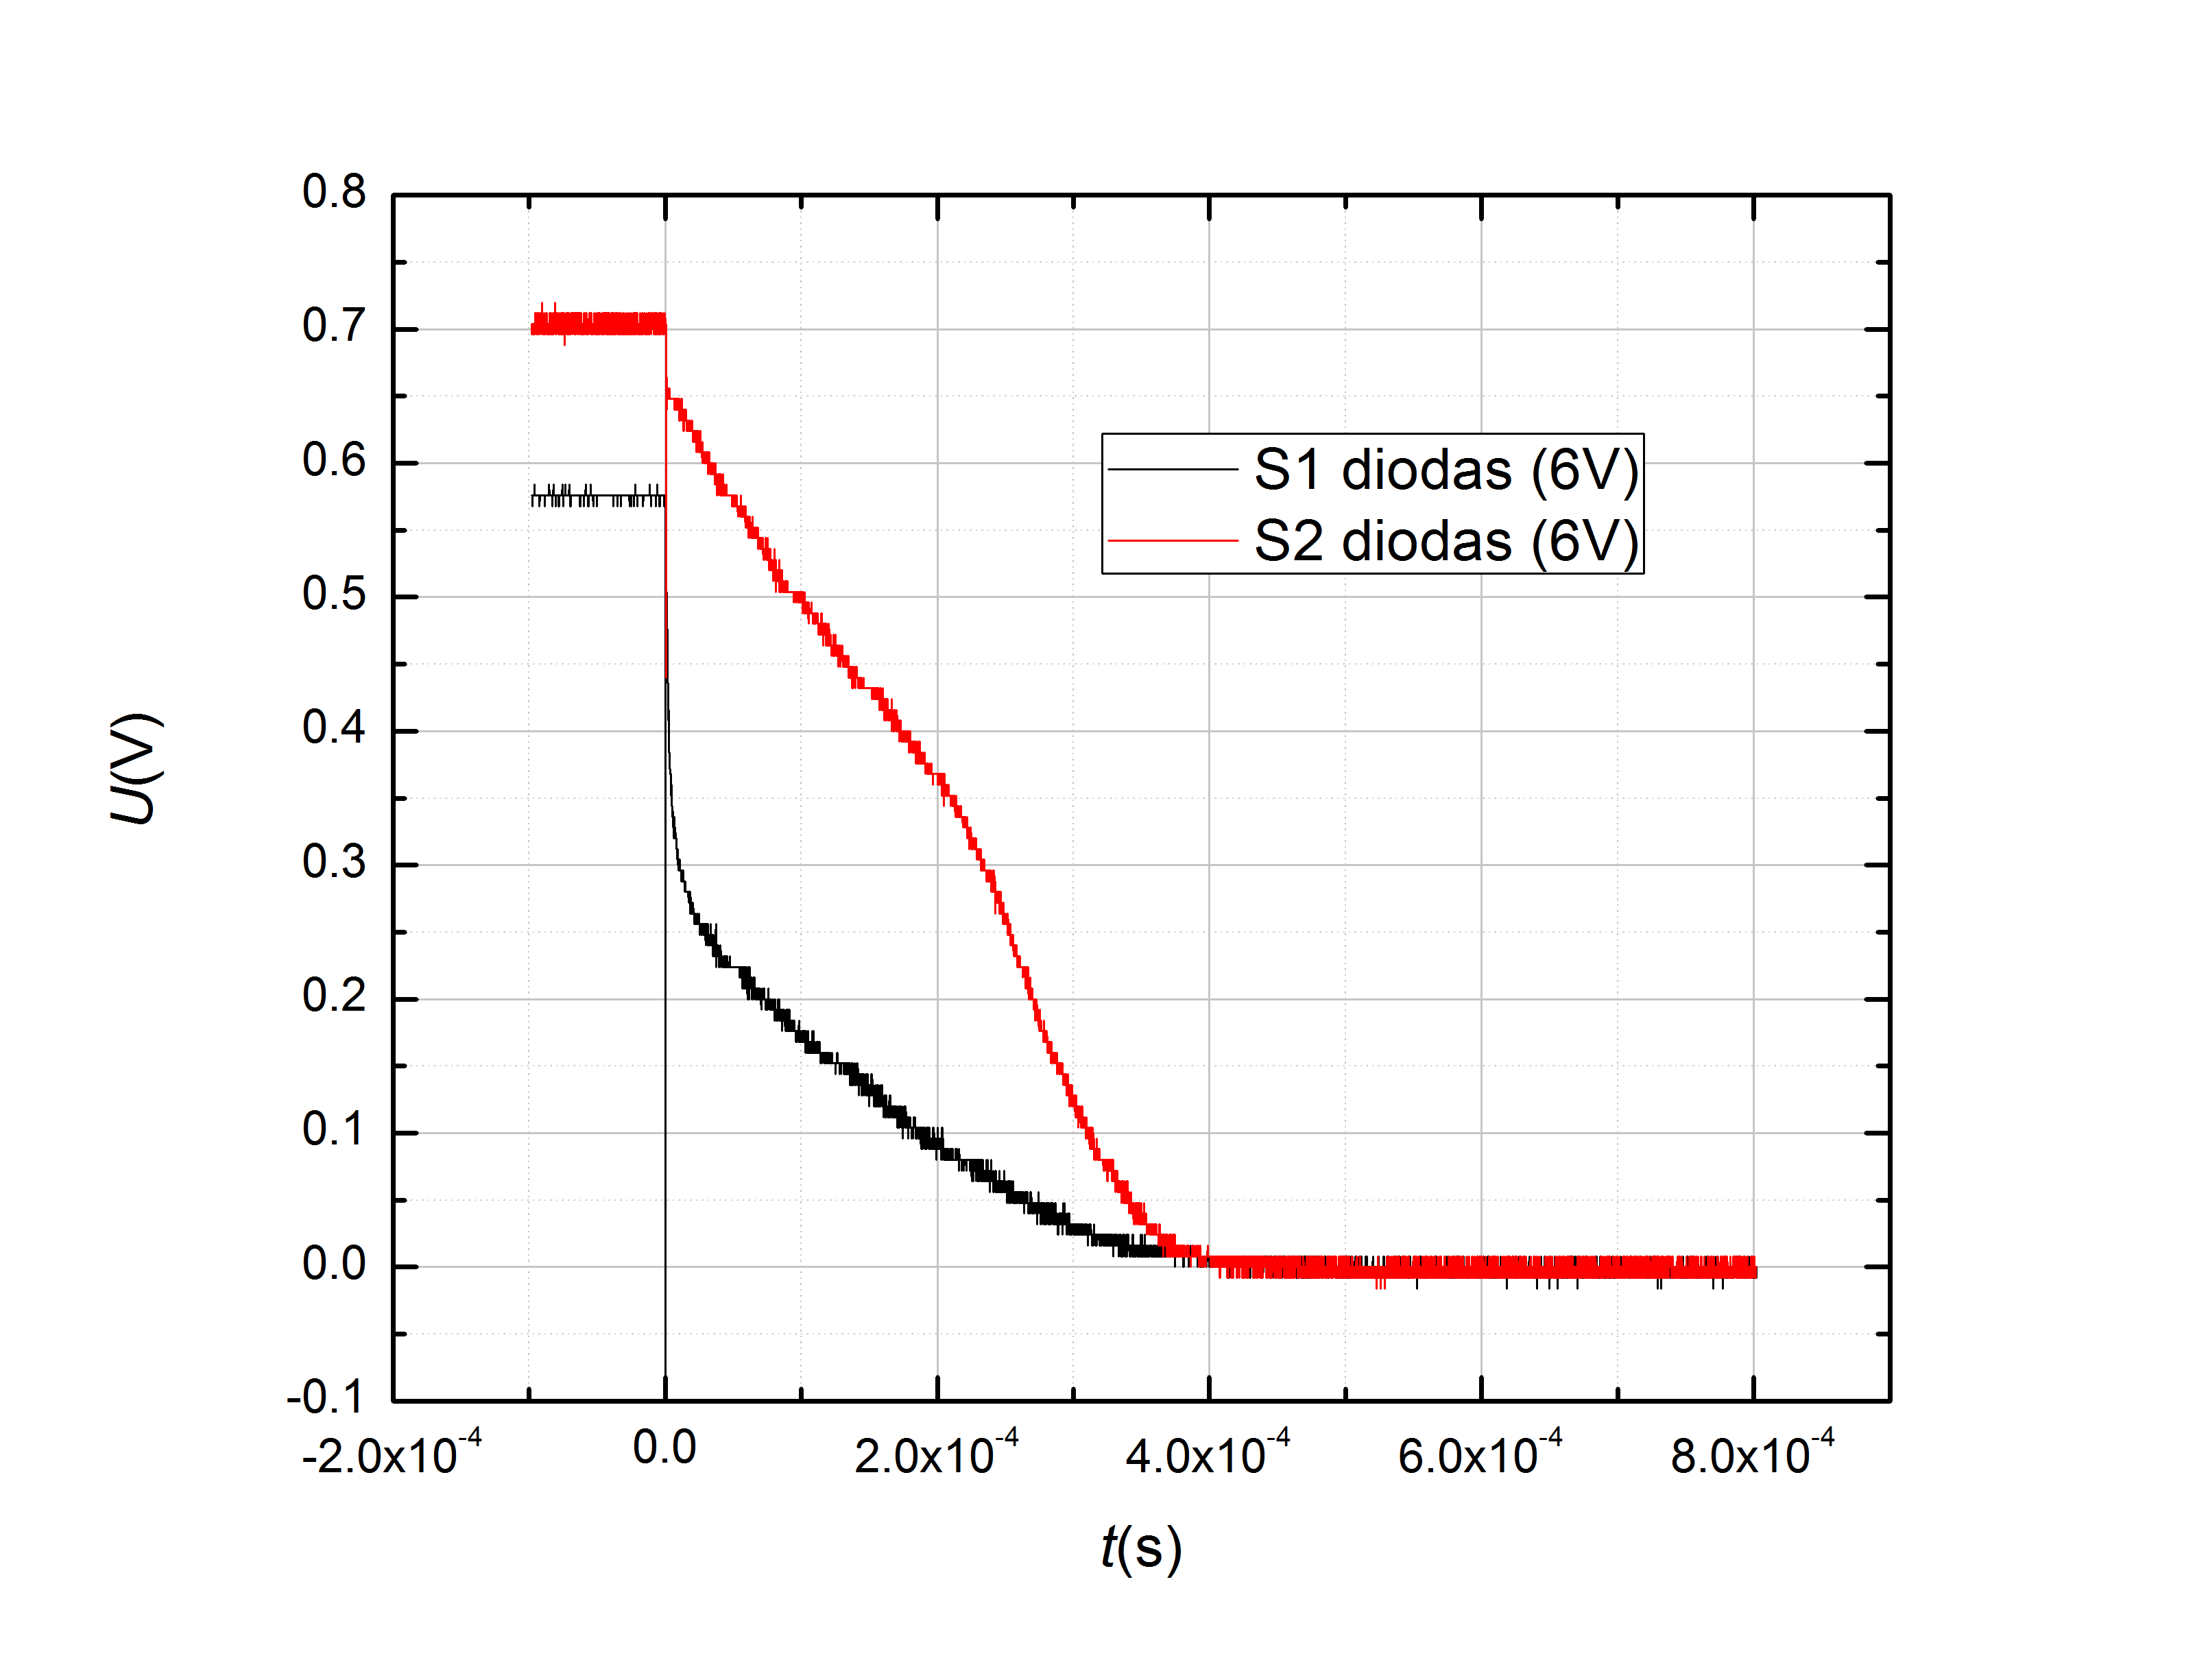 0.8
0.7
0.6
0.5
0.4
0.3
0.2
0.1
0.0
-0.1
U(V)
S1 diodas (6V)
S2 diodas (6V)
-2.0x10-4
0.0
2.0x10-4
4.0x10-4
6.0x10-4
8.0x10-4
t(s)